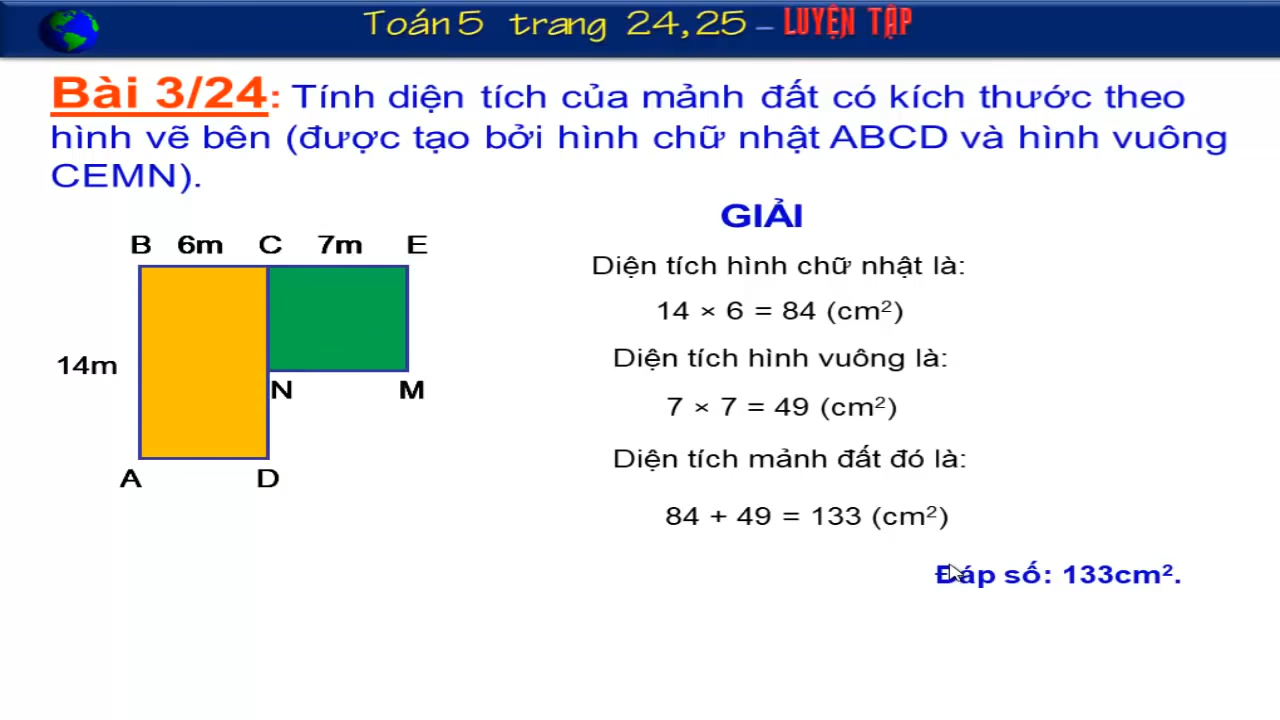 Toán 5 trang 24, 25 – LUYỆN TẬP
Bài 3/24: Tính diện tích của mảnh đất có kích thước theo
hình vẽ bên (được tạo bởi hình chữ nhật ABCD và hình vuông
CEMN).
GIẢI
B 6m C 7m E
14m
N M
A D
Diện tích hình chữ nhật là:
14 × 6 = 84 (cm²)
Diện tích hình vuông là:
7 × 7 = 49 (cm²)
Diện tích mảnh đất đó là:
84 + 49 = 133 (cm²)
Đáp số: 133cm².